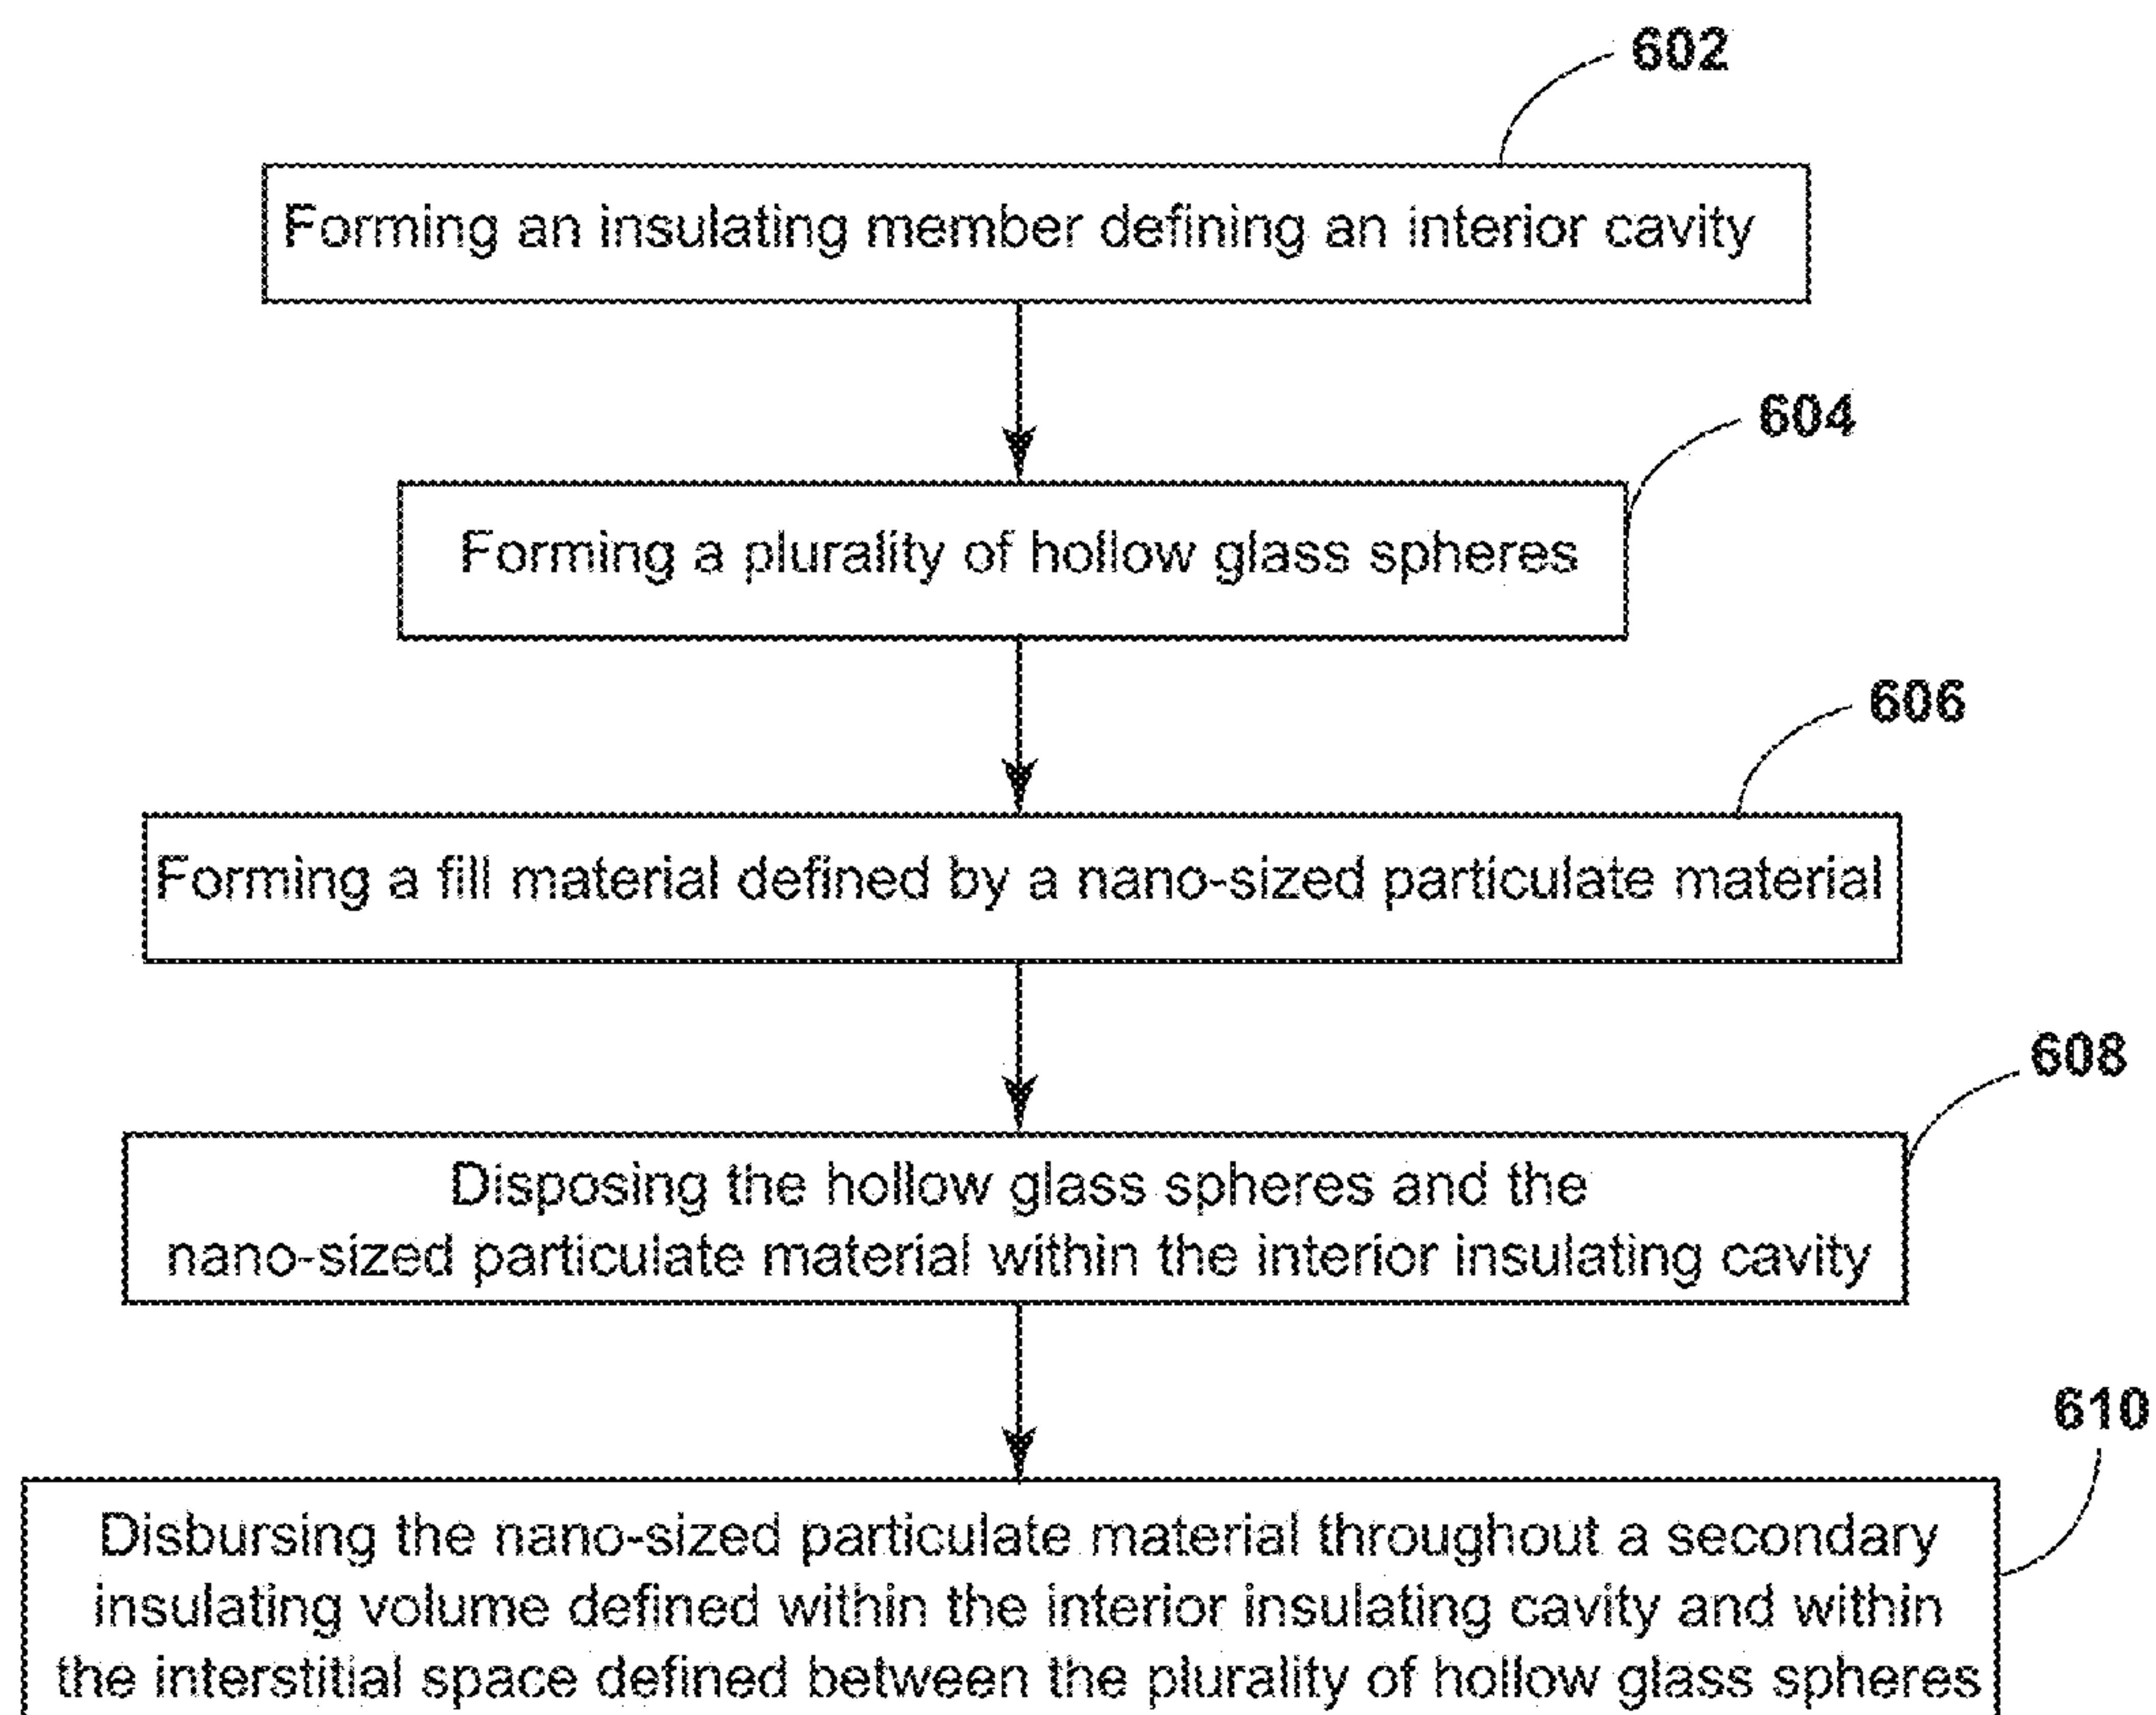 602
Forming an insulating member defining an interior cavity
604
Forming a plurality of hollow glass spheres
606
Forming a fill material defined by a nano-sized particulate material
608
Disposing the hollow glass spheres and the
nano-sized particulate material within the interior insulating cavity
610
Disbursing the nano-sized particulate material throughout a secondary
insulating volume defined within the interior insulating cavity and within
the interstitial space defined between the plurality of hollow glass spheres